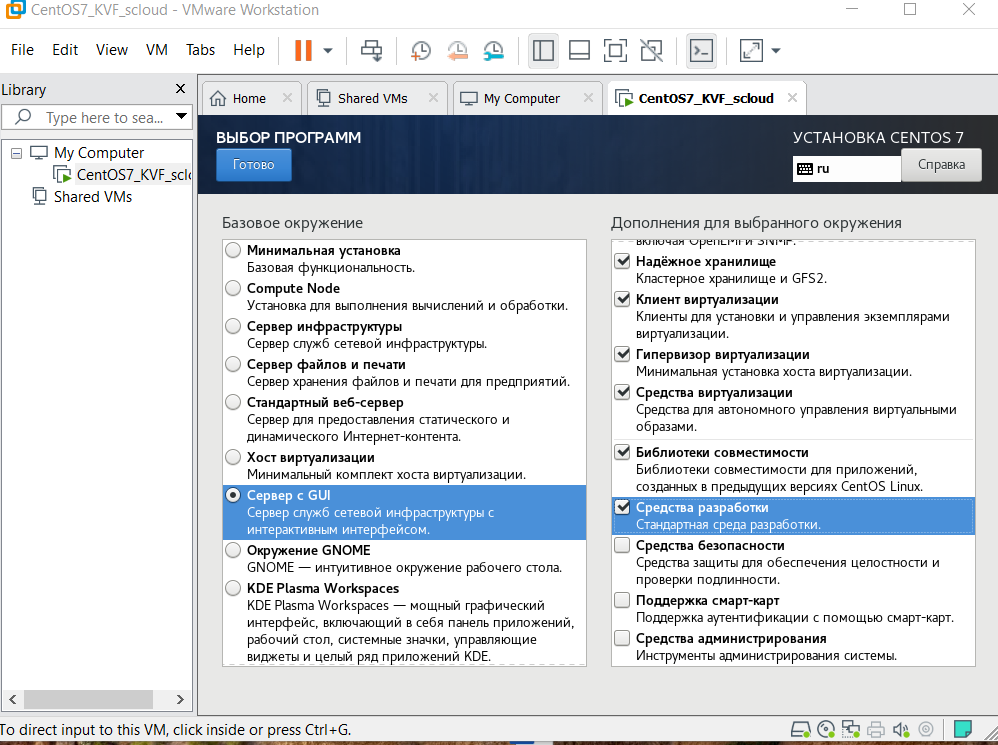 CentOS7_KVF_scloud - VMware Workstation
File Edit View VM Tabs Help
Library
Type here to sea...
My Computer
CentOS7_KVF_sclo
Shared VMs
Home
Shared VMs
My Computer
CentOS7_KVF_scloud
ВЫБОР ПРОГРАММ
Готово
УСТАНОВКА CENTOS 7
ru
Справка
Базовое окружение
Минимальная установка
Базовая функциональность.
Compute Node
Установка для выполнения вычислений и обработки.
Сервер инфраструктуры
Сервер служб сетевой инфраструктуры.
Сервер файлов и печати
Сервер хранения файлов и печати для предприятий.
Стандартный веб-сервер
Сервер для предоставления статического и
динамического Интернет-контента.
Хост виртуализации
Минимальный комплект хоста виртуализации.
Сервер с GUI
Сервер служб сетевой инфраструктуры с
интерактивным интерфейсом.
Окружение GNOME
GNOME — интуитивное окружение рабочего стола.
KDE Plasma Workspaces
KDE Plasma Workspaces — мощный графический
интерфейс, включающий в себя панель приложений,
рабочий стол, системные значки, управляющие
виджеты и целый ряд приложений KDE.
Дополнения для выбранного окружения
включая OpenEMI и SNMP.
Надёжное хранилище
Кластерное хранилище и GFS2.
Клиент виртуализации
Клиенты для установки и управления экземплярами
виртуализации.
Гипервизор виртуализации
Минимальная установка хоста виртуализации.
Средства виртуализации
Средства для автономного управления виртуальными
образами.
Библиотеки совместимости
Библиотеки совместимости для приложений,
созданных в предыдущих версиях CentOS Linux.
Средства разработки
Стандартная среда разработки.
Средства безопасности
Средства защиты для обеспечения целостности и
проверки подлинности.
Поддержка смарт-карт
Поддержка аутентификации с помощью смарт-карт.
Средства администрирования
Инструменты администрирования системы.
To direct input to this VM, click inside or press Ctrl+G.